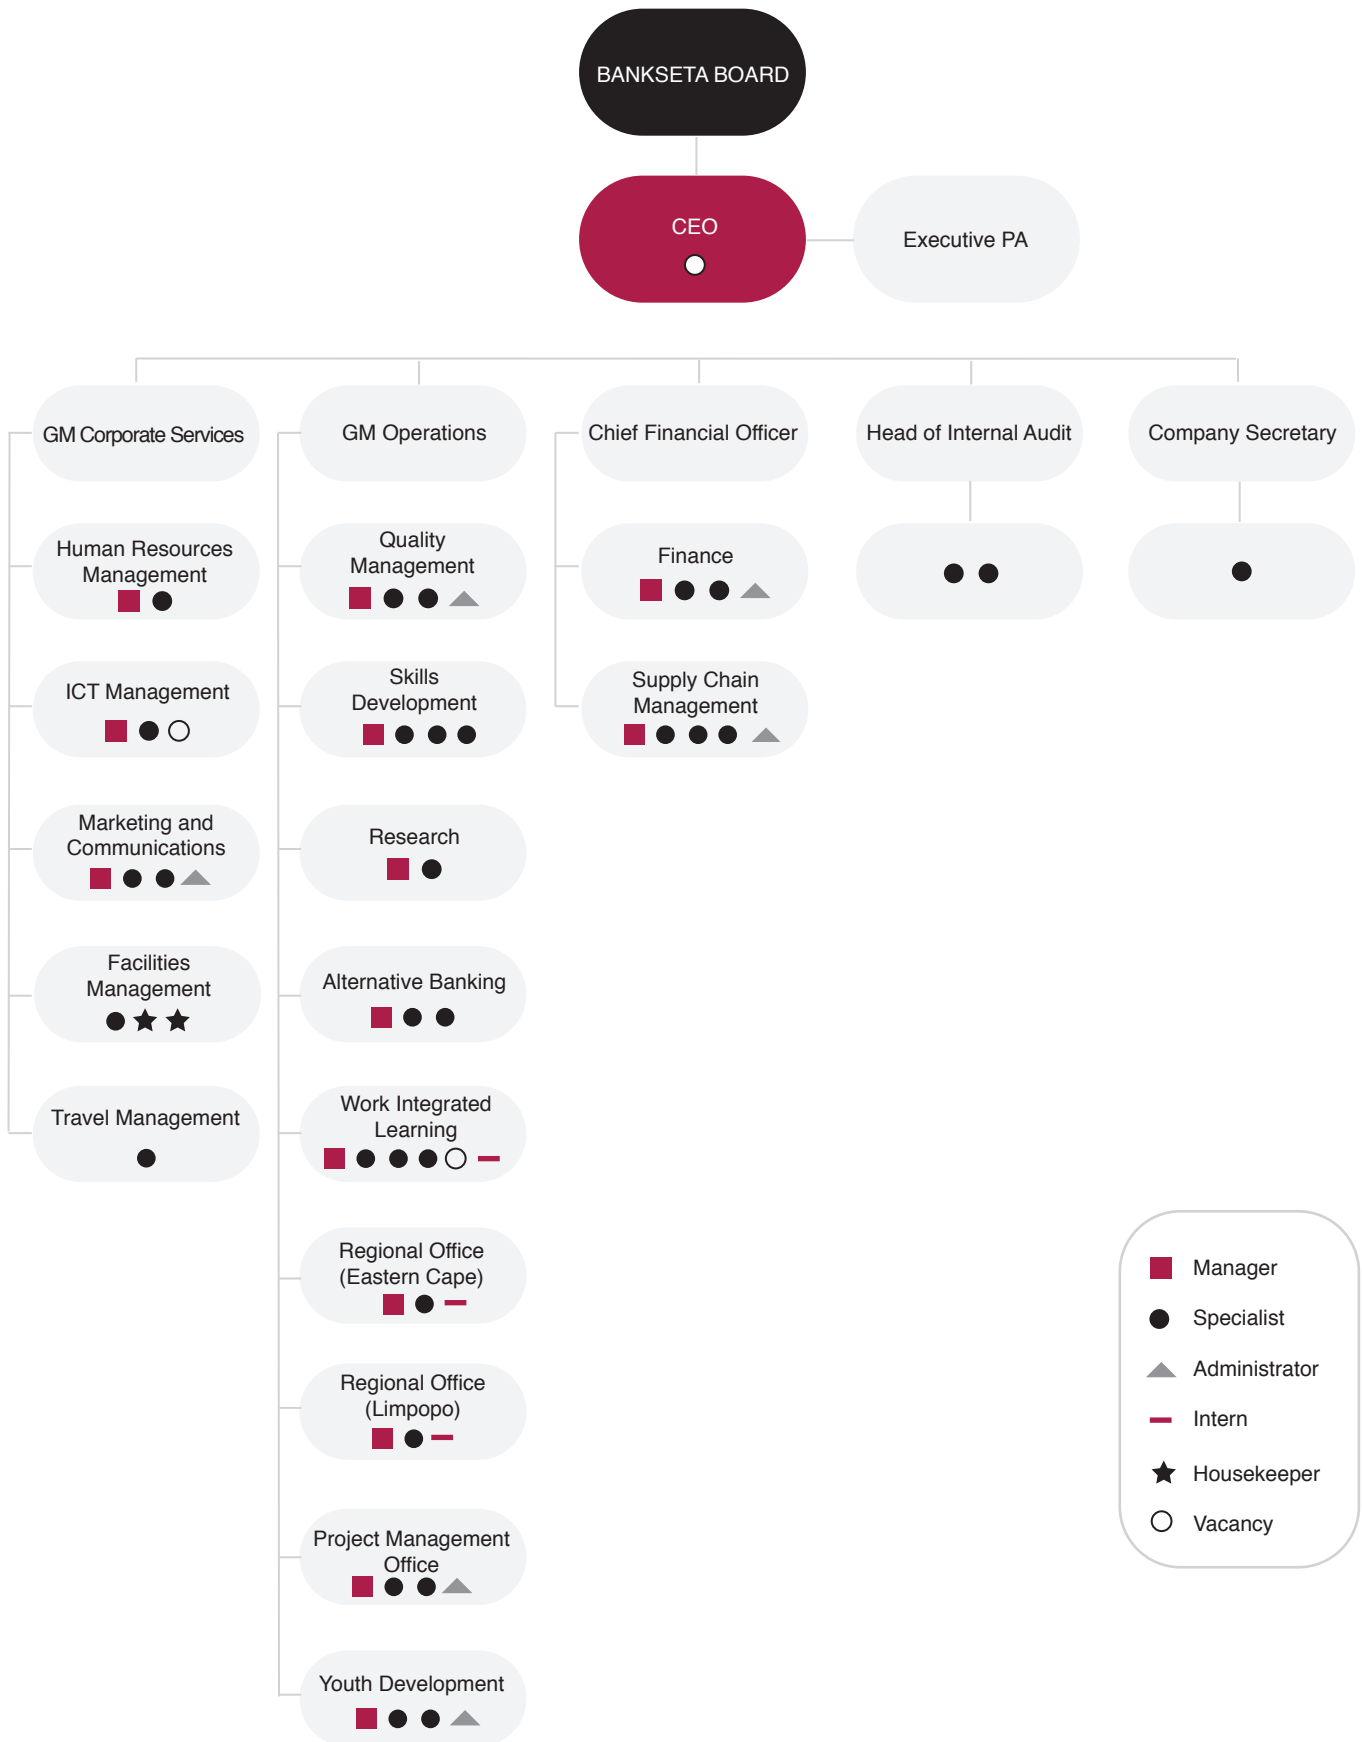 BANKSETA BOARD
CEO
Executive PA
GM Corporate Services
GM Operations
Chief Financial Officer
Head of Internal Audit
Company Secretary
Human Resources
Management
Quality
Management
Finance
ICT Management
Skills
Development
Supply Chain
Management
Marketing and
Communications
Research
Facilities
Management
Alternative Banking
Travel Management
Work Integrated
Learning
Regional Office
(Eastern Cape)
Regional Office
(Limpopo)
Project Management
Office
Youth Development
Manager
Specialist
Administrator
Intern
Housekeeper
Vacancy